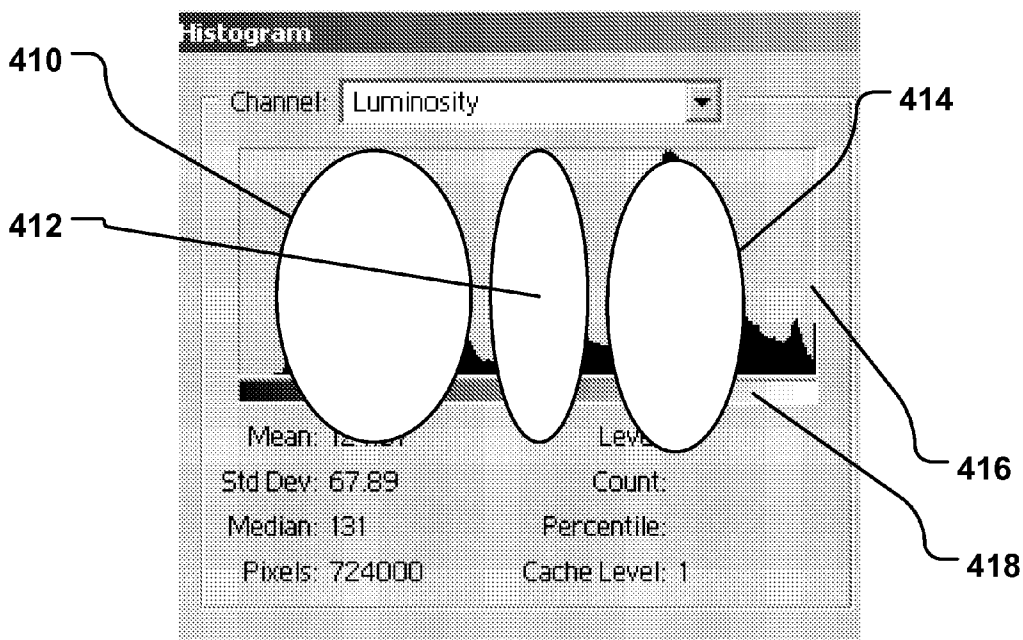 Histogram
410
Channel: Luminosity
414
412
Mean:
Std Dev: 67.89 Count:
416
Median: 131 Percentile:
418
Pixels: 724000 Cache Level: 1